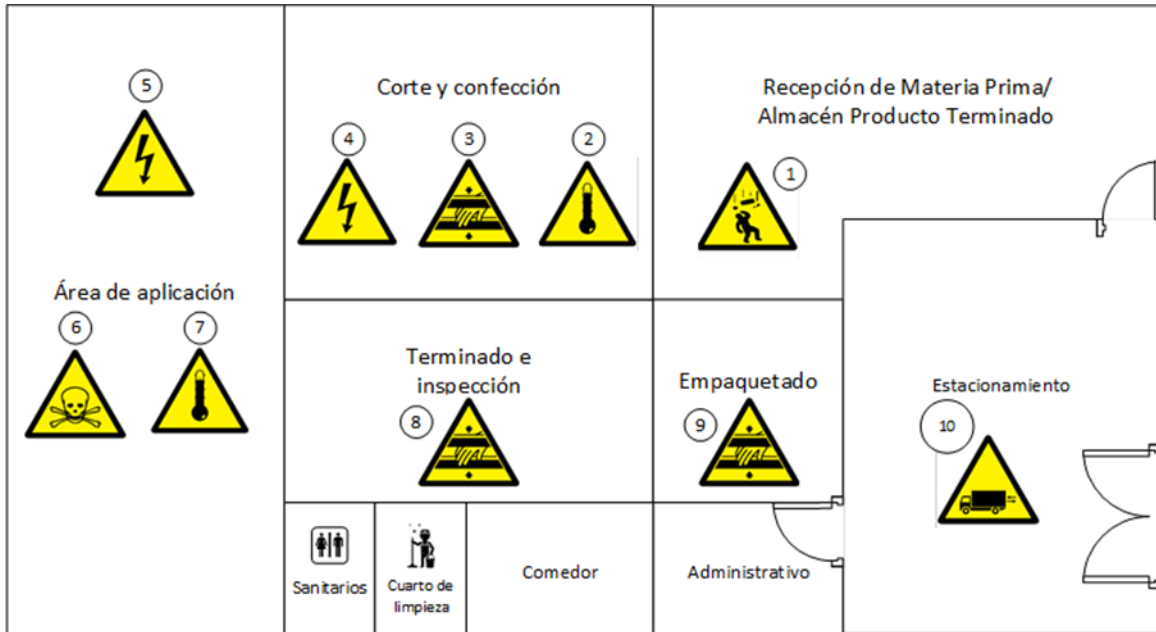 5
Corte y confección
Recepción de Materia Prima/
Almacén Producto Terminado
4
3
2
1
Área de aplicación
6
7
Terminado e
inspección
8
Empaquetado
9
Estacionamiento
10
Sanitarios
Cuarto de
limpieza
Comedor
Administrativo